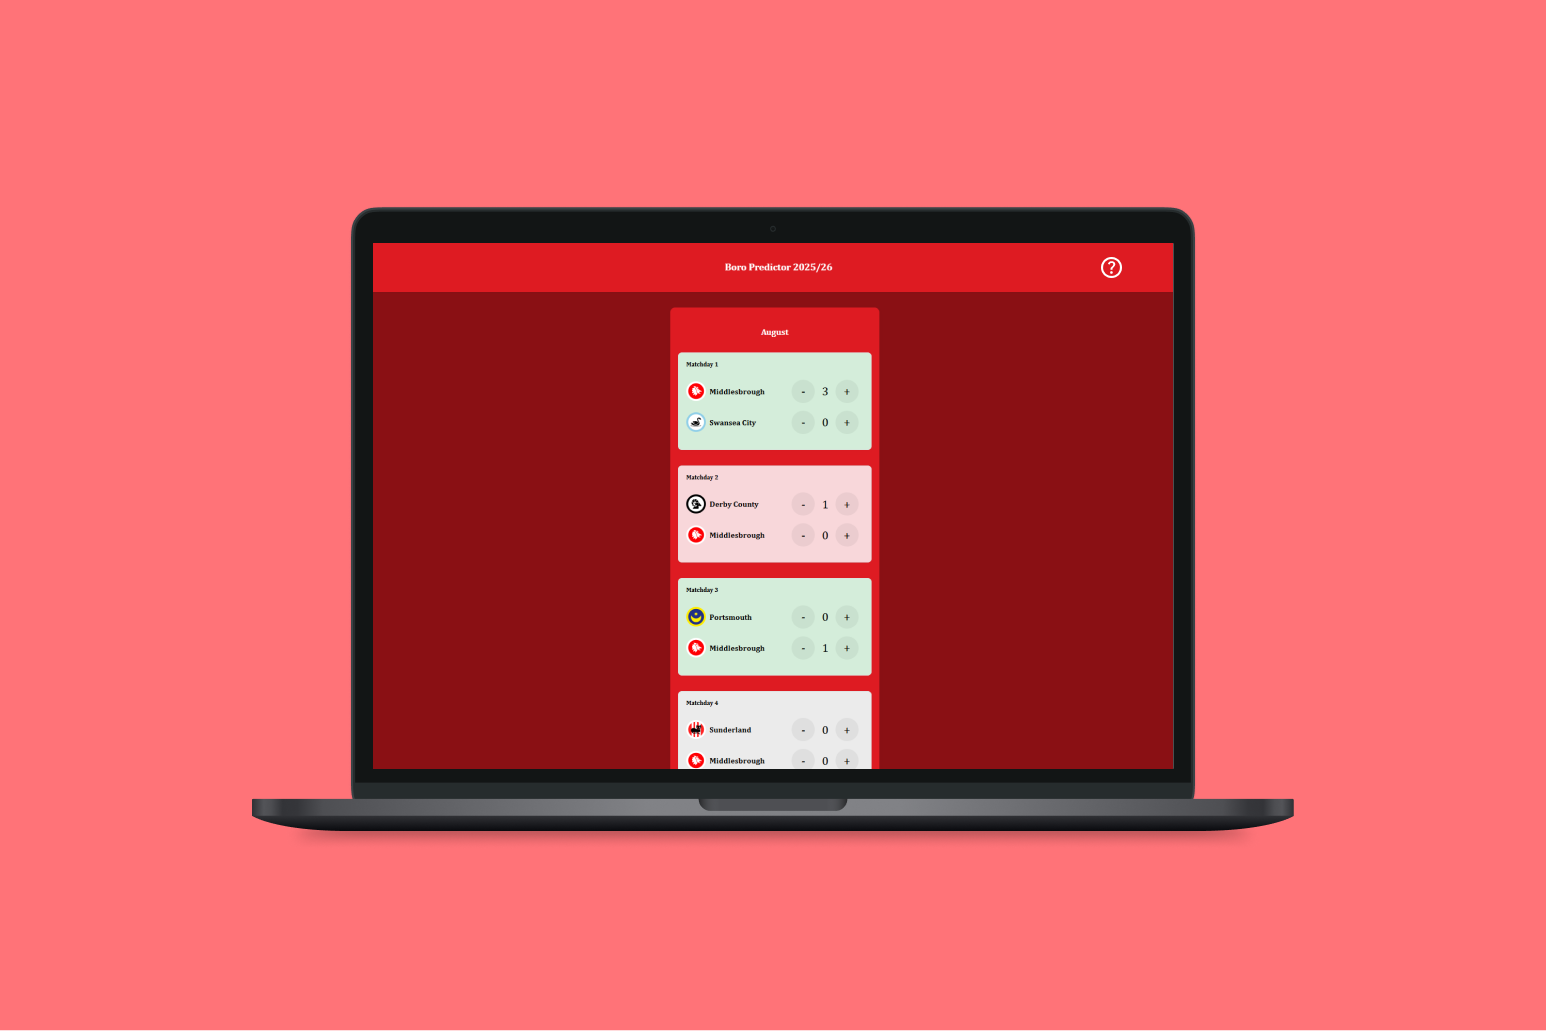 Boro Predictor 2025/26
?
August
Matchday 1
Middlesbrough - 3 +
Swansea City - 0 +
Matchday 2
Derby County - 1 +
Middlesbrough - 0 +
Matchday 3
Portsmouth - 0 +
Middlesbrough - 1 +
Matchday 4
Sunderland - 0 +
Middlesbrough - 0 +